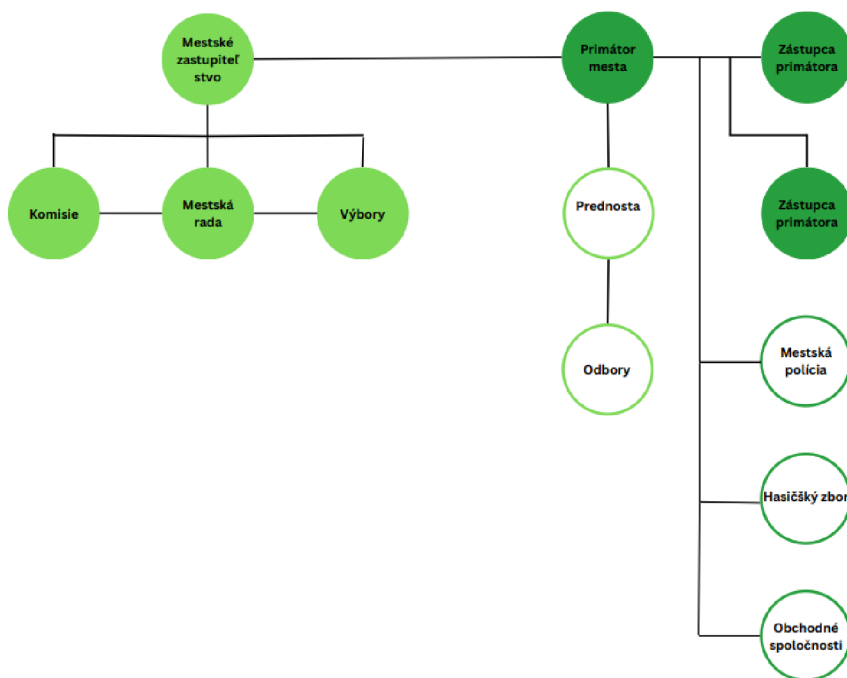 Mestské
zastupiteľ
stvo
Primátor
mesta
Zástupca
primátora
Komisie
Mestská
rada
Výbory
Prednosta
Zástupca
primátora
Mestská
polícia
Odbory
Hasičšký zbor
Obchodné
spoločnosti